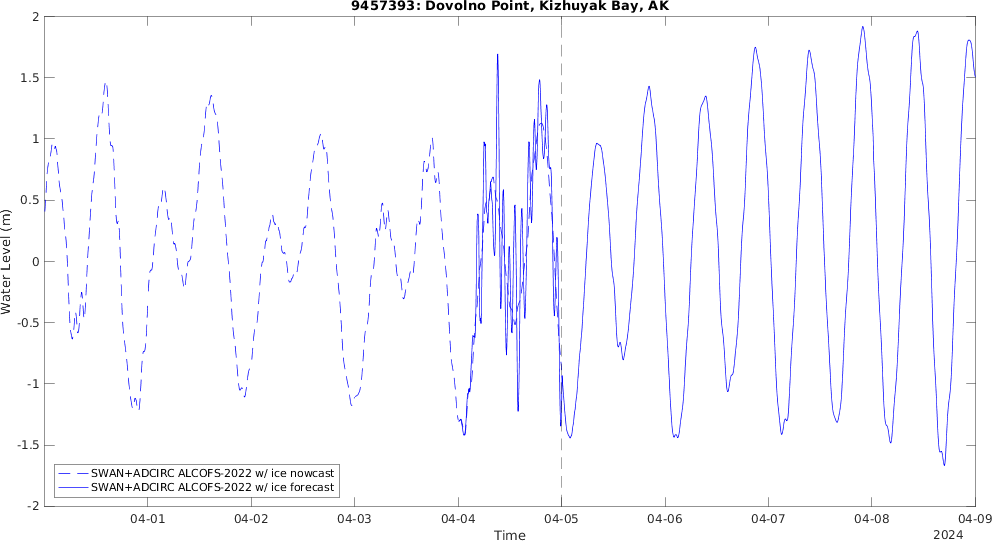 9457393: Dovolno Point, Kizhuyak Bay, AK
2
1.5
1
0.5
0
-0.5
-1
-1.5
-2
Water Level (m)
SWAN+ADCIRC ALCOFS-2022 w/ ice nowcast
SWAN+ADCIRC ALCOFS-2022 w/ ice forecast
04-01 04-02 04-03 04-04 04-05 04-06 04-07 04-08 04-09
Time
2024